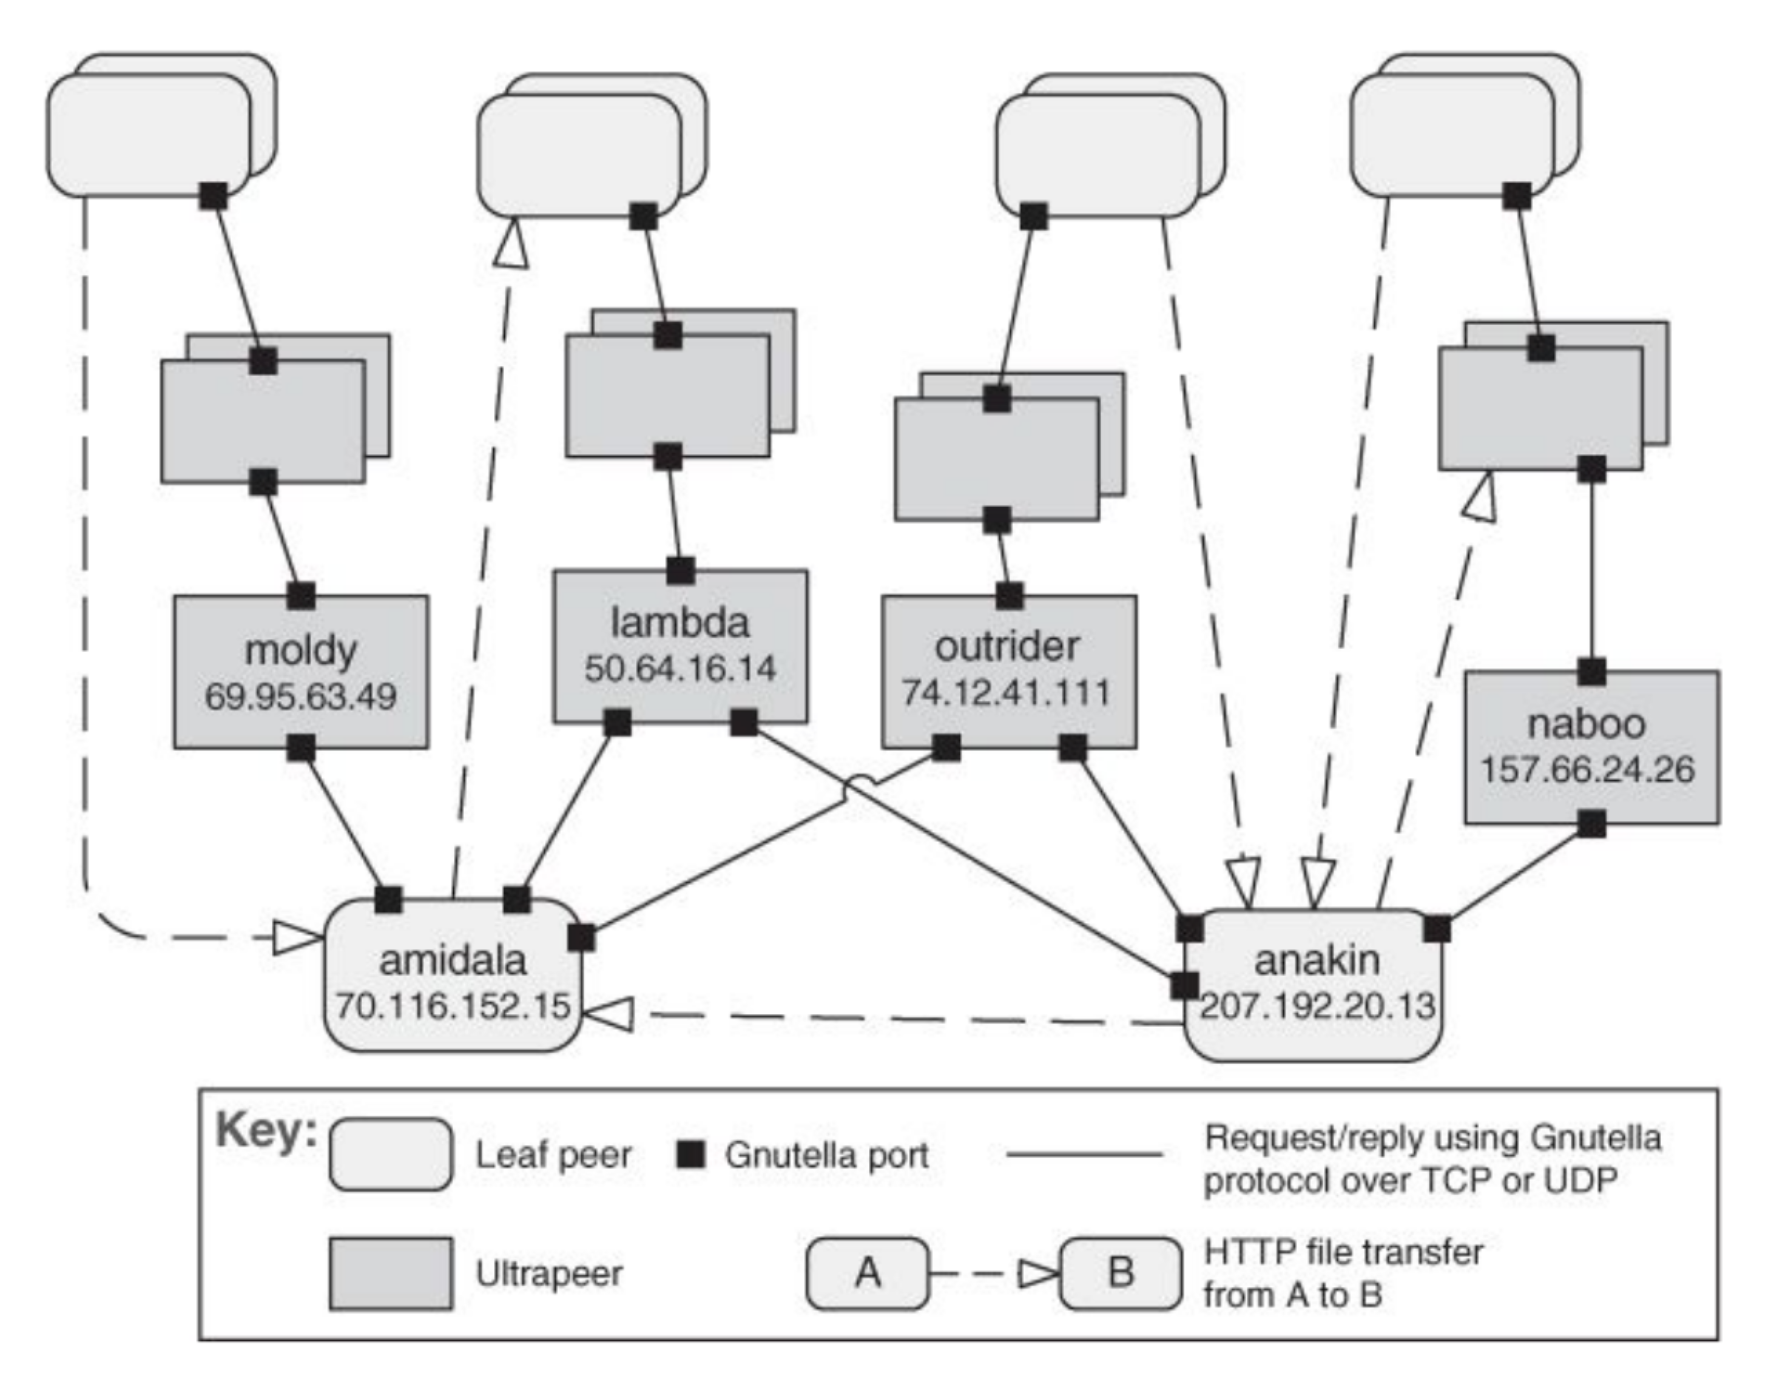 lambda
50.64.16.14
moldy
69.95.63.49
outrider
74.12.41.111
naboo
157.66.24.26
amidala
70.116.152.15
anakin
207.192.20.13
Key:
Leaf peer
Gnutella port
Request/reply using Gnutella
protocol over TCP or UDP
Ultrapeer
A
B
HTTP file transfer
from A to B